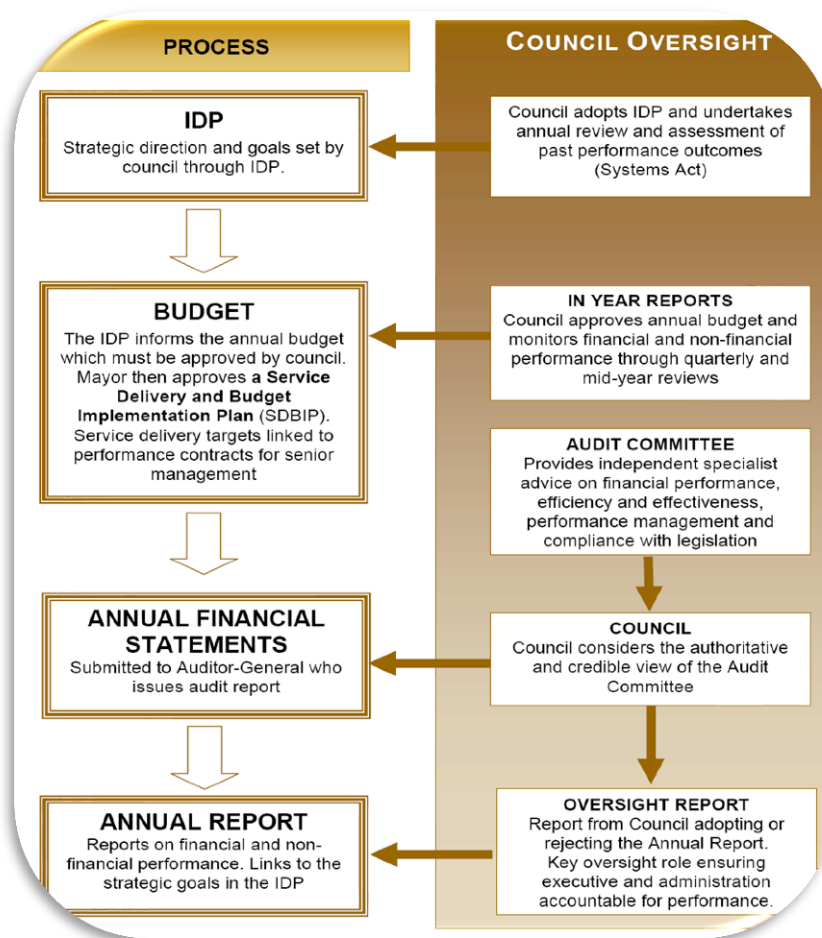 PROCESS
IDP
Strategic direction and goals set by
council through IDP.
BUDGET
The IDP informs the annual budget
which must be approved by council.
Mayor then approves a Service
Delivery and Budget
Implementation Plan (SDBIP).
Service delivery targets linked to
performance contracts for senior
management
ANNUAL FINANCIAL
STATEMENTS
Submitted to Auditor-General who
issues audit report
ANNUAL REPORT
Reports on financial and non-
financial performance. Links to the
strategic goals in the IDP
COUNCIL OVERSIGHT
Council adopts IDP and undertakes
annual review and assessment of
past performance outcomes
(Systems Act)
IN YEAR REPORTS
Council approves annual budget and
monitors financial and non-financial
performance through quarterly and
mid-year reviews
AUDIT COMMITTEE
Provides independent specialist
advice on financial performance,
efficiency and effectiveness,
performance management and
compliance with legislation
COUNCIL
Council considers the authoritative
and credible view of the Audit
Committee
OVERSIGHT REPORT
Report from Council adopting or
rejecting the Annual Report.
Key oversight role ensuring
executive and administration
accountable for performance.